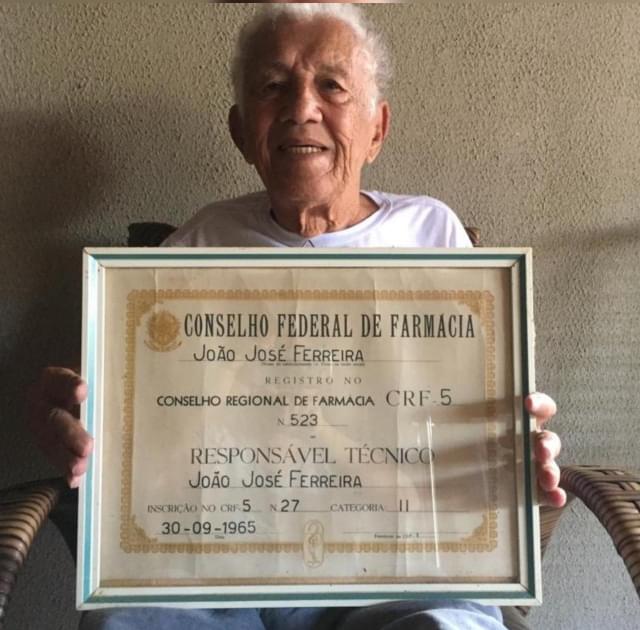 CONSELHO FEDERAL DE FARMACIA
JOÃO JOSÉ FERREIRA
REGISTRO NO
CONSELHO REGIONAL DE FARMACIA CRF-5
N. 523
RESPONSÁVEL TÉCNICO
JOÃO JOSÉ FERREIRA
INSCRIÇÃO NO CRF-5 N. 27 CATEGORIA II
30-09-1965
Data